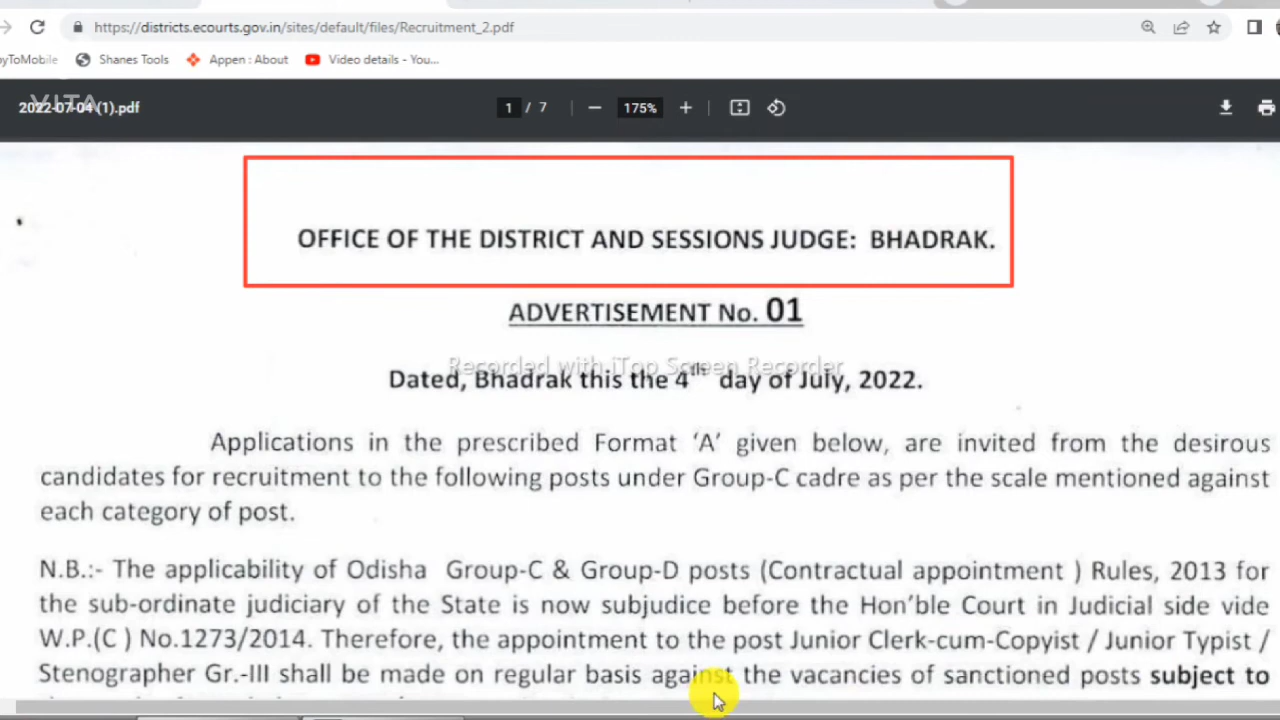 https://districts.ecourts.gov.in/sites/default/files/Recruitment_2.pdf
pyToMobile Shanes Tools Appen : About Video details - You...
VITA
2022-07-04 (1).pdf 1 / 7 — 175% +
OFFICE OF THE DISTRICT AND SESSIONS JUDGE: BHADRAK.
ADVERTISEMENT No. 01
Recorded with iTop Screen Recorder
Dated, Bhadrak this the 4th day of July, 2022.
Applications in the prescribed Format 'A' given below, are invited from the desirous
candidates for recruitment to the following posts under Group-C cadre as per the scale mentioned against
each category of post.
N.B.:- The applicability of Odisha Group-C & Group-D posts (Contractual appointment ) Rules, 2013 for
the sub-ordinate judiciary of the State is now subjudice before the Hon'ble Court in Judicial side vide
W.P.(C ) No.1273/2014. Therefore, the appointment to the post Junior Clerk-cum-Copyist / Junior Typist /
Stenographer Gr.-III shall be made on regular basis against the vacancies of sanctioned posts subject to